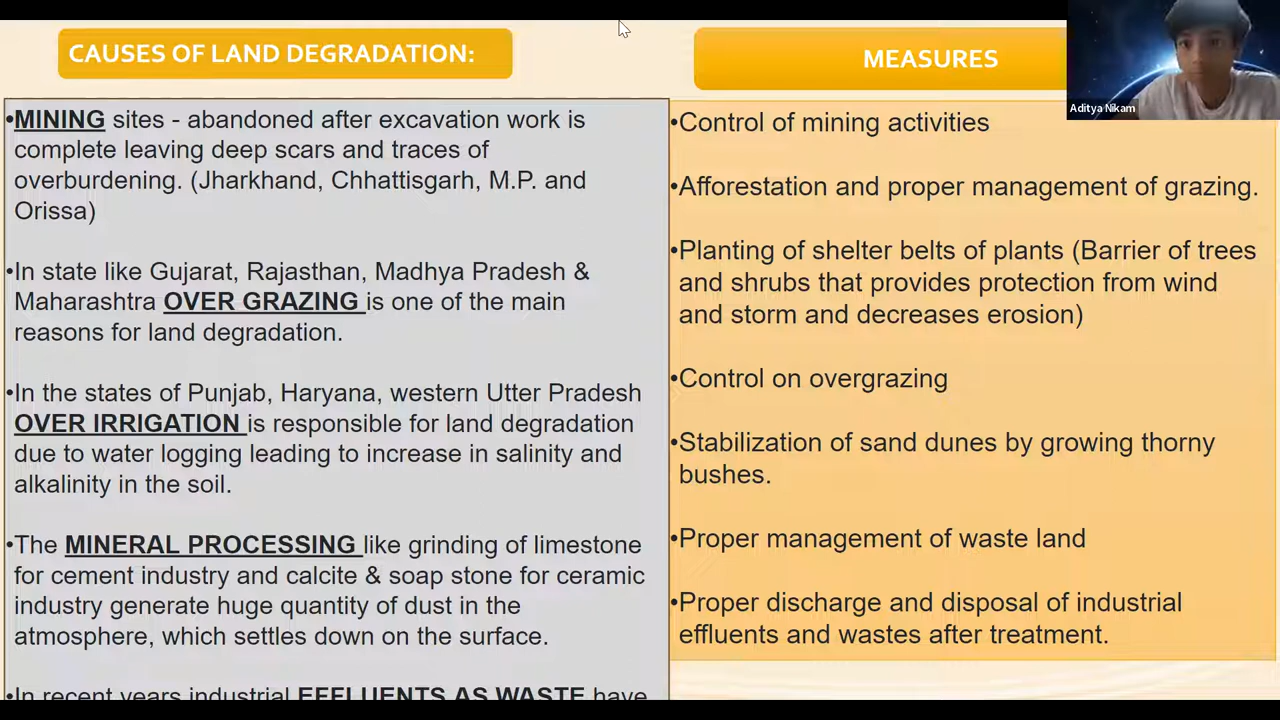 CAUSES OF LAND DEGRADATION:
•MINING sites - abandoned after excavation work is
complete leaving deep scars and traces of
overburdening. (Jharkhand, Chhattisgarh, M.P. and
Orissa)
•In state like Gujarat, Rajasthan, Madhya Pradesh &
Maharashtra OVER GRAZING is one of the main
reasons for land degradation.
•In the states of Punjab, Haryana, western Utter Pradesh
OVER IRRIGATION is responsible for land degradation
due to water logging leading to increase in salinity and
alkalinity in the soil.
•The MINERAL PROCESSING like grinding of limestone
for cement industry and calcite & soap stone for ceramic
industry generate huge quantity of dust in the
atmosphere, which settles down on the surface.
•In recent years industrial EFFLUENTS AS WASTE have
MEASURES
•Control of mining activities
•Afforestation and proper management of grazing.
•Planting of shelter belts of plants (Barrier of trees
and shrubs that provides protection from wind
and storm and decreases erosion)
•Control on overgrazing
•Stabilization of sand dunes by growing thorny
bushes.
•Proper management of waste land
•Proper discharge and disposal of industrial
effluents and wastes after treatment.
Aditya Nikam